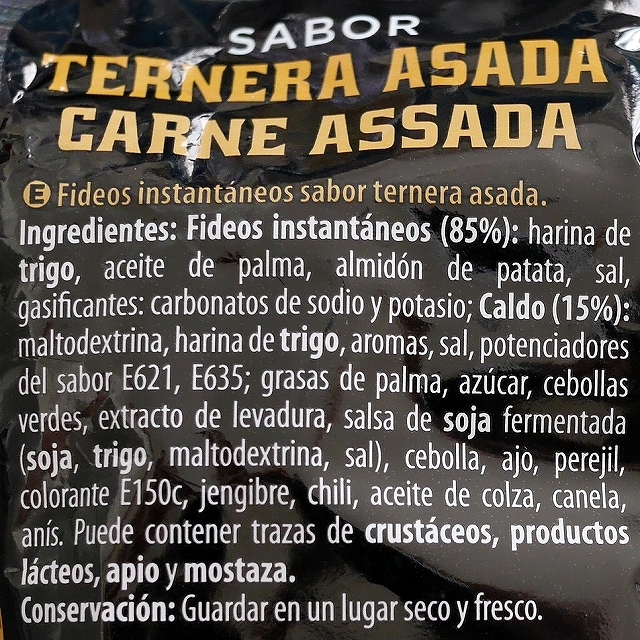 SABOR
TERNERA ASADA
CARNE ASSADA
E Fideos instantáneos sabor ternera asada.
Ingredientes: Fideos instantáneos (85%): harina de
trigo, aceite de palma, almidón de patata, sal,
gasificantes: carbonatos de sodio y potasio; Caldo (15%):
maltodextrina, harina de trigo, aromas, sal, potenciadores
del sabor E621, E635; grasas de palma, azúcar, cebollas
verdes, extracto de levadura, salsa de soja fermentada
(soja, trigo, maltodextrina, sal), cebolla, ajo, perejil,
colorante E150c, jengibre, chili, aceite de colza, canela,
anís. Puede contener trazas de crustáceos, productos
lácteos, apio y mostaza.
Conservación: Guardar en un lugar seco y fresco.